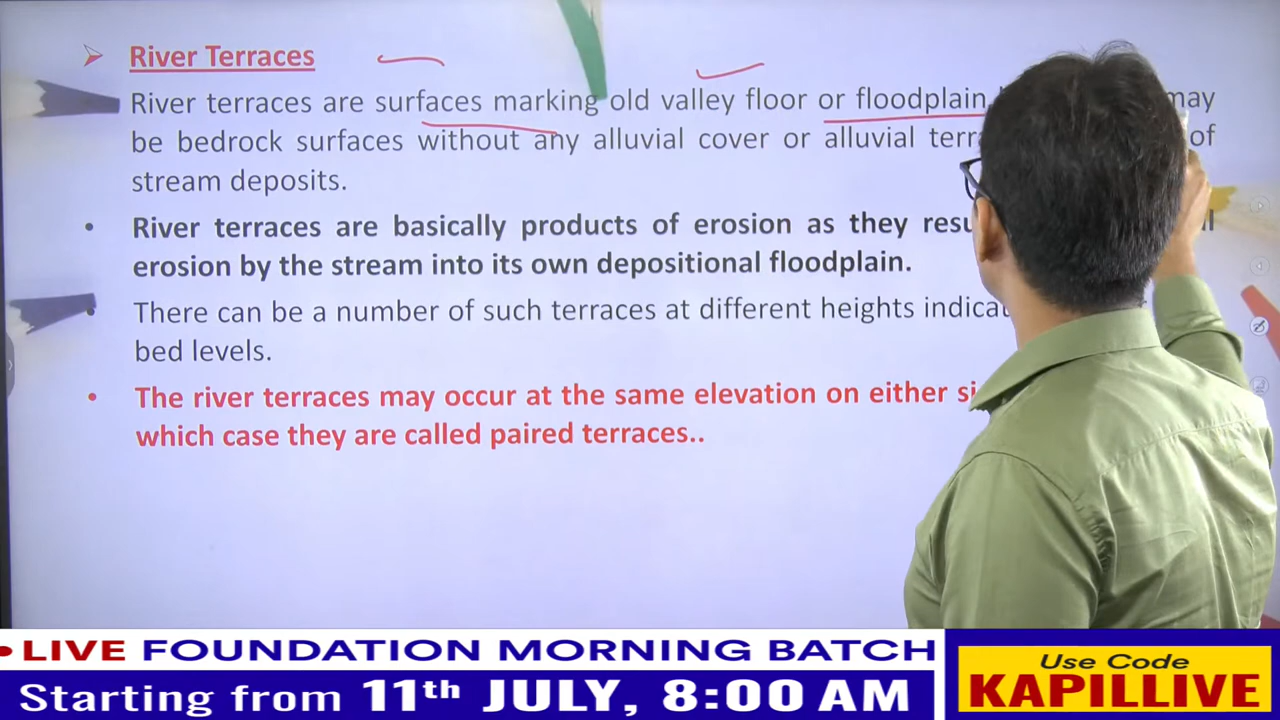 River Terraces
River terraces are surfaces marking old valley floor or floodplain may
be bedrock surfaces without any alluvial cover or alluvial of
stream deposits.
• River terraces are basically products of erosion as they
erosion by the stream into its own depositional floodplain.
• There can be a number of such terraces at different heights
bed levels.
• The river terraces may occur at the same elevation on either
which case they are called paired terraces..
• LIVE FOUNDATION MORNING BATCH
Starting from 11th JULY, 8:00 AM
Use Code
KAPILLIVE